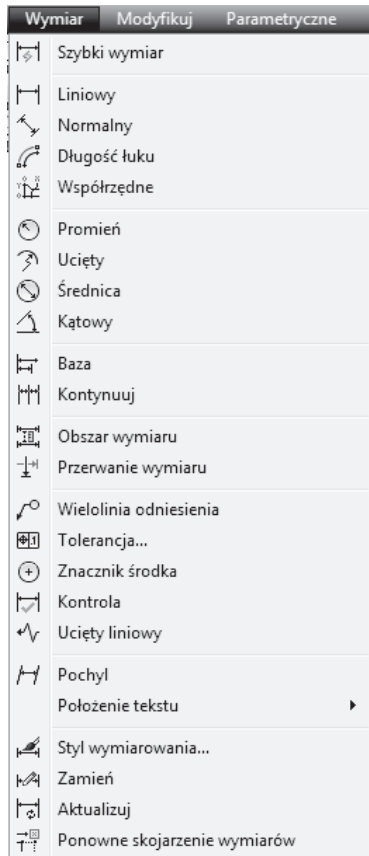 Wymiar Modyfikuj Parametryczne
Szybki wymiar
Liniowy
Normalny
Długość łuku
Współrzędne
Promień
Ucięty
Średnica
Kątowy
Baza
Kontynuuj
Obszar wymiaru
Przerwanie wymiaru
Wielolinia odniesienia
Tolerancja...
Znacznik środka
Kontrola
Ucięty liniowy
Pochyl
Położenie tekstu
Styl wymiarowania...
Zamień
Aktualizuj
Ponowne skojarzenie wymiarów